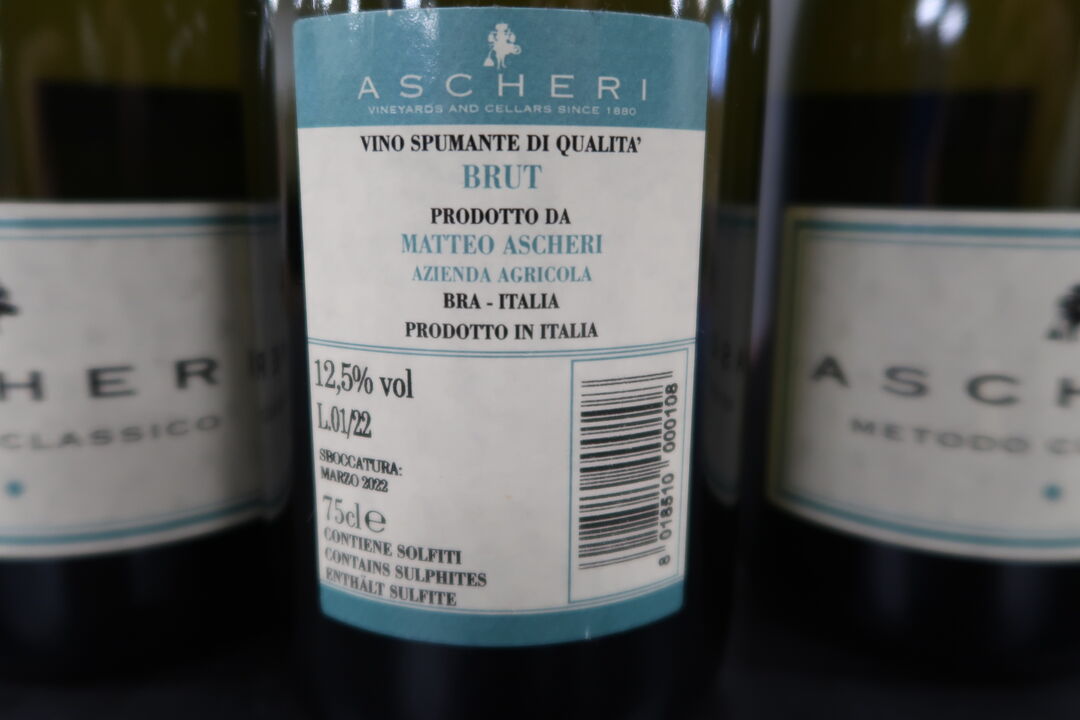 ASCHERI
VINEYARDS AND CELLARS SINCE 1880
VINO SPUMANTE DI QUALITA'
BRUT
PRODOTTO DA
MATTEO ASCHERI
AZIENDA AGRICOLA
BRA - ITALIA
PRODOTTO IN ITALIA
12,5% vol
L.01/22
SBOCCATURA:
MARZO 2022
75cl e
CONTIENE SOLFITI
CONTAINS SULPHITES
ENTHÄLT SULFITE
8 018510 000108
HER
CLASSICO
ASCH
METODO C